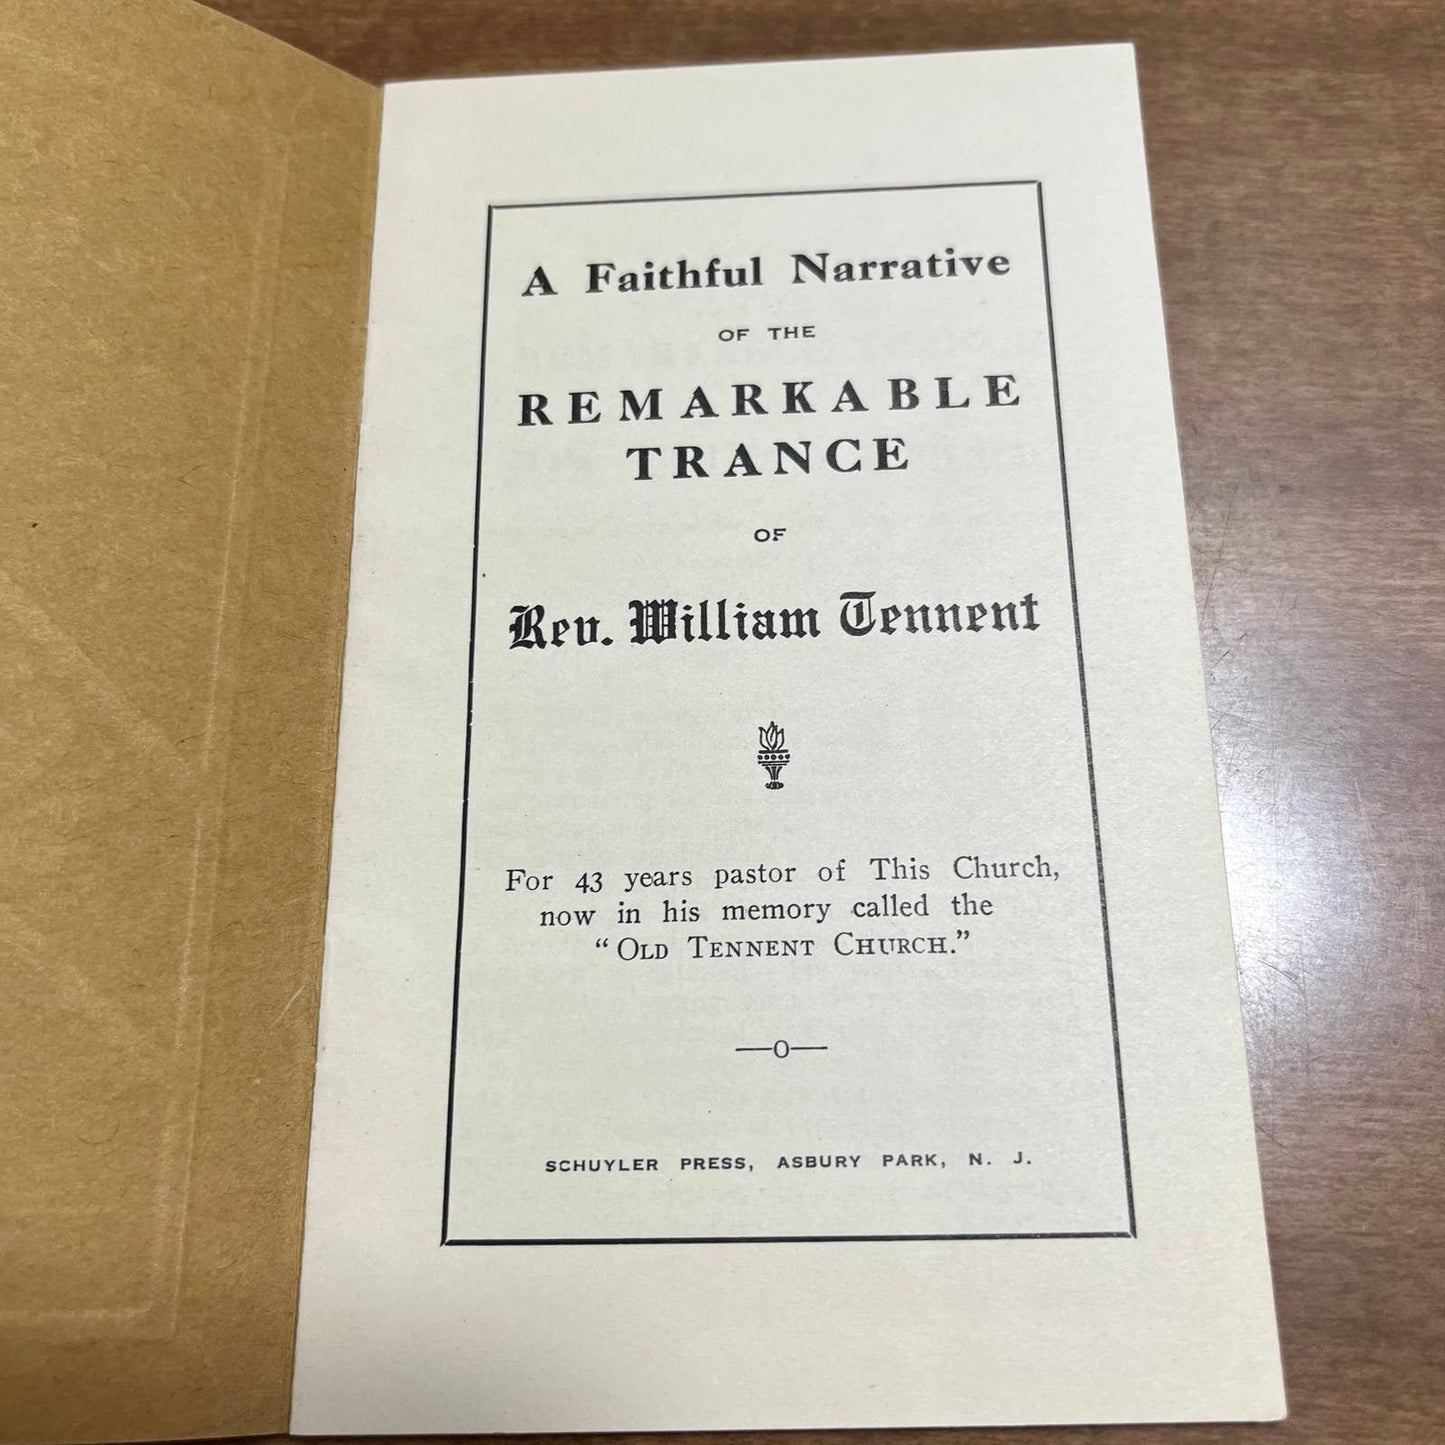 A Faithful Narrative
OF THE
REMARKABLE
TRANCE
OF
Rev. William Tennent
For 43 years pastor of This Church,
now in his memory called the
“OLD TENNENT CHURCH.”
—O—
SCHUYLER PRESS, ASBURY PARK, N. J.